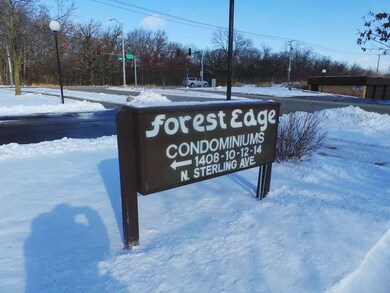 Forest Edge
CONDOMINIUMS
← 1408-10-12-14
N. STERLING AVE.